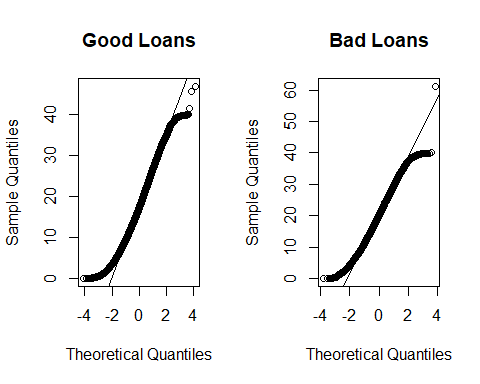 Good Loans
Sample Quantiles
40
30
20
10
0
-4 -2 0 2 4
Theoretical Quantiles
Bad Loans
Sample Quantiles
60
50
40
30
20
10
0
-4 -2 0 2 4
Theoretical Quantiles